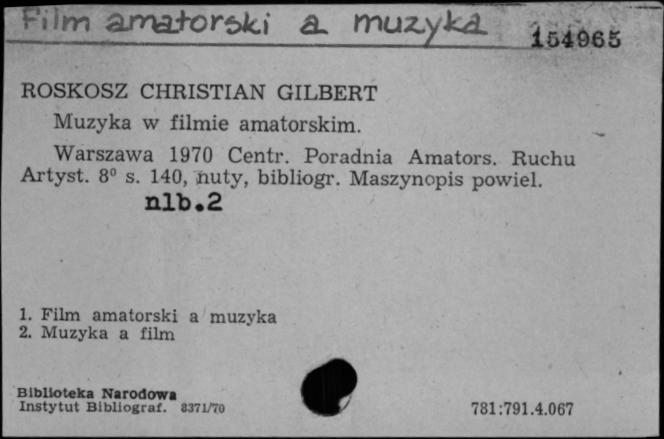 Film amatorski a muzyka
154965
ROSKOSZ CHRISTIAN GILBERT
Muzyka w filmie amatorskim.
Warszawa 1970 Centr. Poradnia Amators. Ruchu
Artyst. 8⁰ s. 140, nuty, bibliogr. Maszynopis powiel.
nlb.2
1. Film amatorski a muzyka
2. Muzyka a film
Biblioteka Narodowa
Instytut Bibliograf. 8371/70
781:791.4.067